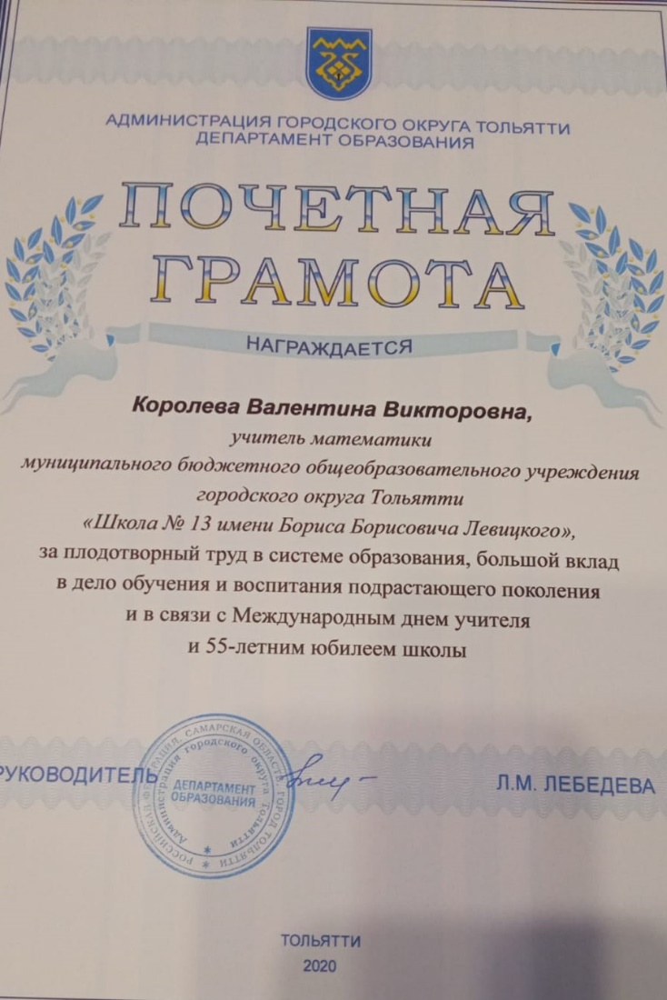 АДМИНИСТРАЦИЯ ГОРОДСКОГО ОКРУГА ТОЛЬЯТТИ
ДЕПАРТАМЕНТ ОБРАЗОВАНИЯ
ПОЧЕТНАЯ
ГРАМОТА
НАГРАЖДАЕТСЯ
Королева Валентина Викторовна,
учитель математики
муниципального бюджетного общеобразовательного учреждения
городского округа Тольятти
«Школа № 13 имени Бориса Борисовича Левицкого»,
за плодотворный труд в системе образования, большой вклад
в дело обучения и воспитания подрастающего поколения
и в связи с Международным днем учителя
и 55-летним юбилеем школы
РУКОВОДИТЕЛЬ
РОССИЙСКАЯ ФЕДЕРАЦИЯ, САМАРСКАЯ ОБЛАСТЬ, ГОРОД ТОЛЬЯТТИ
Администрация городского округа Тольятти
ДЕПАРТАМЕНТ
ОБРАЗОВАНИЯ
Л.М. ЛЕБЕДЕВА
ТОЛЬЯТТИ
2020